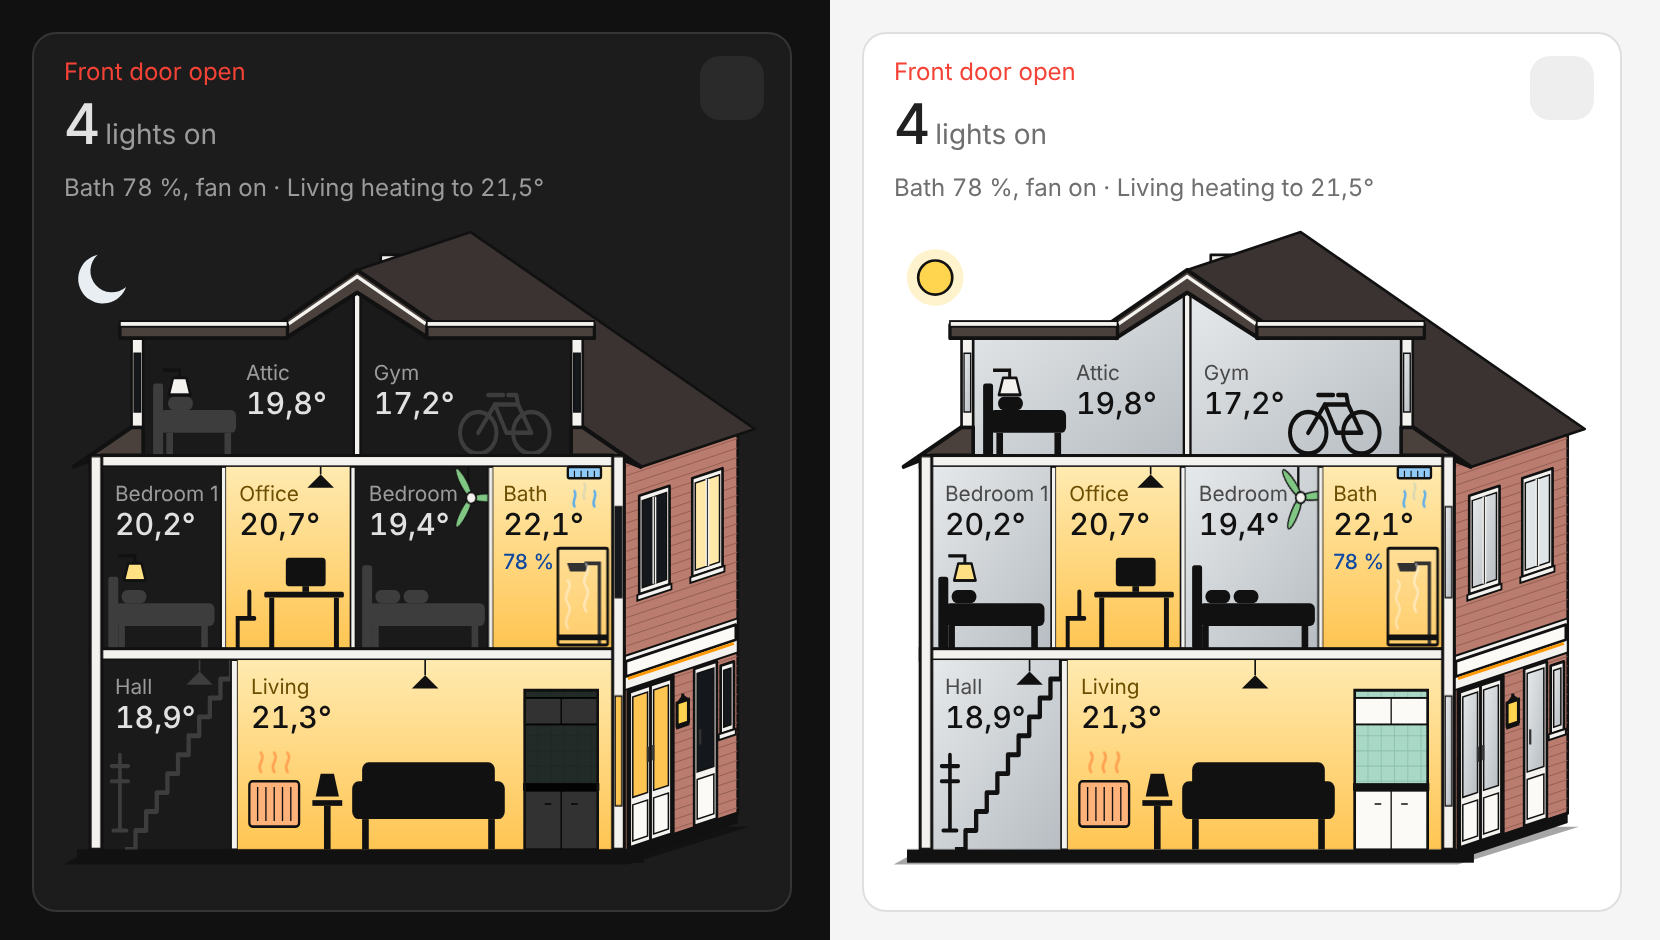 Front door open
4 lights on
Bath 78 %, fan on · Living heating to 21,5°
Attic
19,8°
Gym
17,2°
Bedroom 1
20,2°
Office
20,7°
Bedroom
19,4°
Bath
22,1°
78 %
Hall
18,9°
Living
21,3°
Front door open
4 lights on
Bath 78 %, fan on · Living heating to 21,5°
Attic
19,8°
Gym
17,2°
Bedroom 1
20,2°
Office
20,7°
Bedroom
19,4°
Bath
22,1°
78 %
Hall
18,9°
Living
21,3°